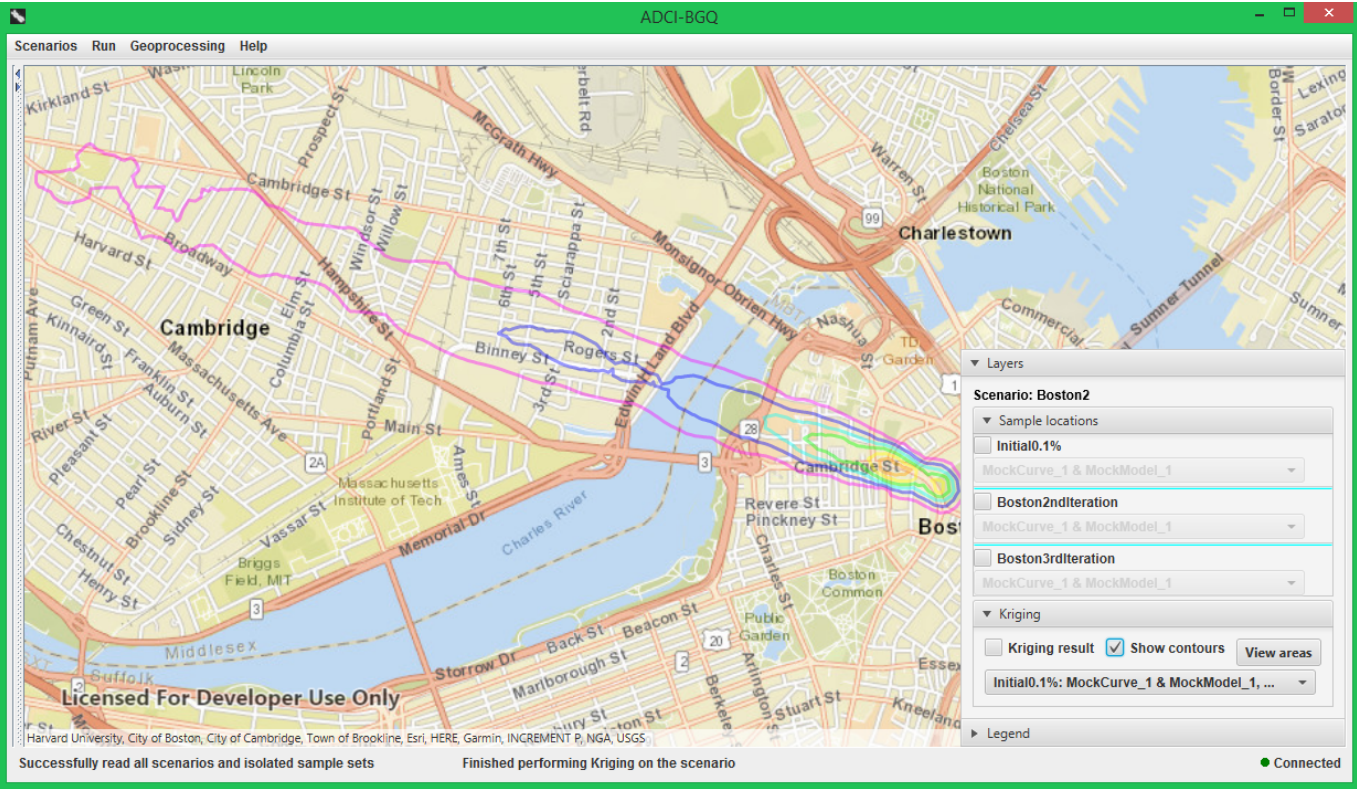 ADCI-BGQ
Scenarios Run Geoprocessing Help
Lincoln
Park
Kirkland St
Prospect St
McGrath Hwy
Cambridge St
Windsor St
Willow St
Harvard St
Broadway
Hampshire St
Elm St
Columbia St
Putnam Ave
Green St
Kinnaird St
Franklin St
Auburn St
Massachusetts Ave
Cambridge
River St
Pleasant St
Pearl St
Brookline St
Sidney St
Chestnut St
Henry St
Portland St
Main St
2A
Ames St
Massachusetts
Institute of Tech
Vassar St
Memorial Dr
Briggs
Field, MIT
3
Charles River
Middlesex
Suffolk
2
6th St
7th St
5th St
Sciarappa St
2nd St
3rd St
Binney St
Rogers St
Edwin H Land Blvd
Monsignor Obrien Hwy
MBTA
Nashua St
TD
Garden
Warren St
Chelsea St
Boston
National
Historical Park
99
Charlestown
Border St
Commercial
Sumner Tunnel
Sumner
1
28
3
Cambridge St
Revere St
Pinckney St
Charles St
Boston
Common
Public
Garden
Beacon St
Back St
Marlborough St
Storrow Dr
20
2
Arlington St
Berkeley
Stuart St
Kneeland
Essex
Licensed For Developer Use Only
Harvard University, City of Boston, City of Cambridge, Town of Brookline, Esri, HERE, Garmin, INCREMENT P, NGA, USGS
Layers
Scenario: Boston2
Sample locations
Initial0.1%
MockCurve_1 & MockModel_1
Boston2ndIteration
MockCurve_1 & MockModel_1
Boston3rdIteration
MockCurve_1 & MockModel_1
Kriging
Kriging result Show contours View areas
Initial0.1%: MockCurve_1 & MockModel_1, ...
Legend
Successfully read all scenarios and isolated sample sets Finished performing Kriging on the scenario Connected